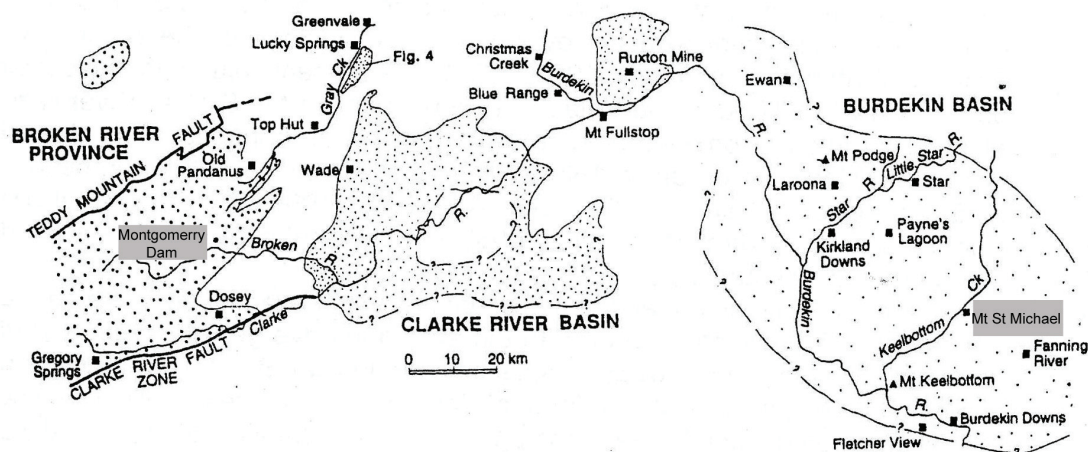 Greenvale
Lucky Springs
Fig. 4
Gray Ck
Christmas
Creek
Burdekin
Ruxton Mine
Blue Range
Mt Fullstop
Ewan
BURDEKIN BASIN
BROKEN RIVER
PROVINCE
TEDDY MOUNTAIN FAULT
Top Hut
Old
Pandanus
Wade
R.
Mt Podge
Little Star R.
Laroona
Star
Star R.
Payne's
Lagoon
Kirkland
Downs
Montgomerry
Dam
Broken
R.
R.
Burdekin
Dosey
Clarke
CLARKE RIVER BASIN
Keelbottom Ck
Mt St Michael
Gregory
Springs
CLARKE RIVER FAULT
ZONE
0 10 20 km
Fanning
River
Mt Keelbottom
R.
Burdekin Downs
Fletcher View
?
?
?
?
?
?
?
?
?
?
?
?
?